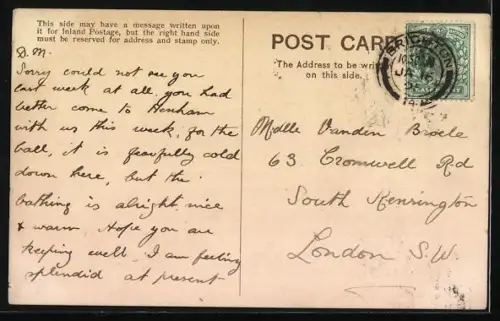 This side may have a message written upon
it for Inland Postage, but the right hand side
must be reserved for address and stamp only.
D. M.
Sorry could not see you
last week at all, you had
better come to Henham
with us this week, for the
ball, it is fearfully cold
down here, but the
bathing is alright, nice
& warm. Hope you are
keeping well. I am feeling
splendid at present
POST CARD
The Address to be
on this side.
BRIGHTON
JA
Mdlle Vanden Broele
63 Cromwell Rd
South Kensington
London S.W.